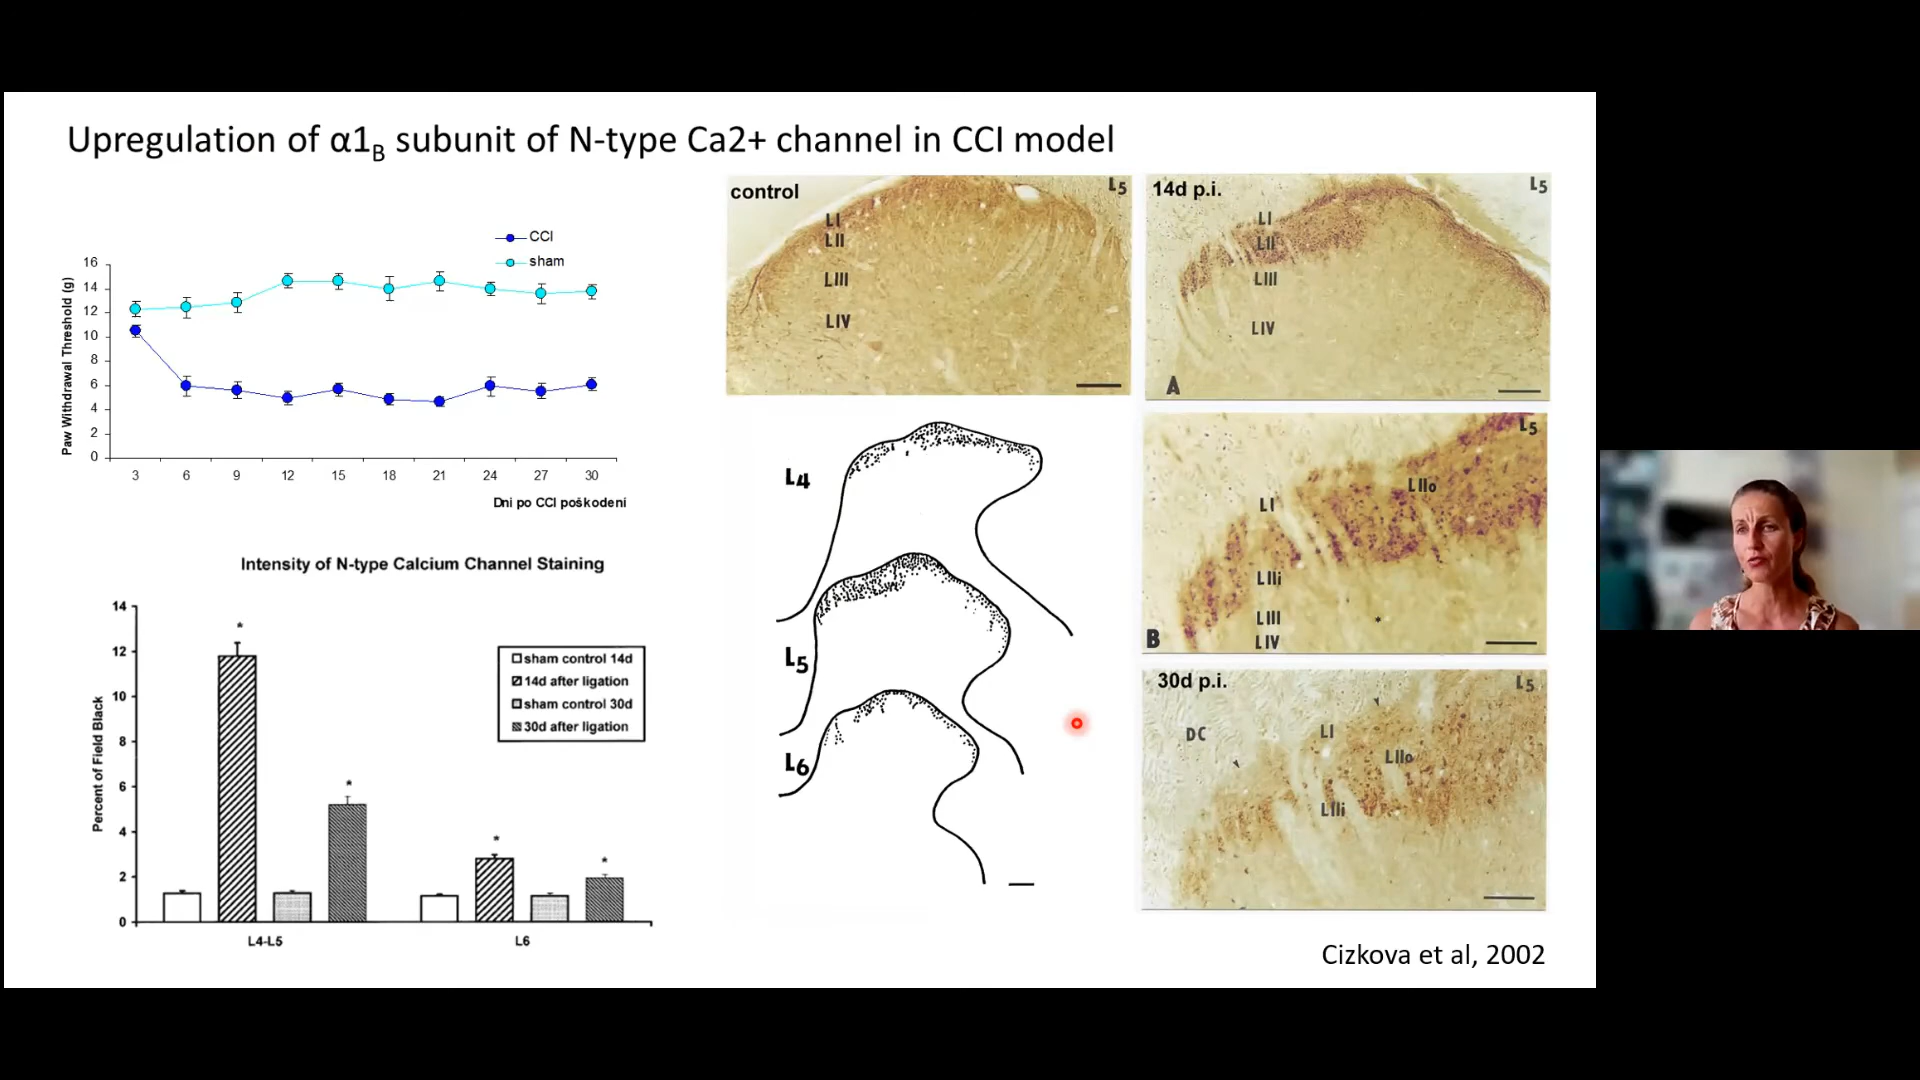 Upregulation of α1B subunit of N-type Ca2+ channel in CCI model
CCI
sham
Paw Withdrawal Threshold (g)
16
14
12
10
8
6
4
2
0
3 6 9 12 15 18 21 24 27 30
Dni po CCI poškodeni
Intensity of N-type Calcium Channel Staining
Percent of Field Black
14
12
10
8
6
4
2
0
* * * *
sham control 14d
14d after ligation
sham control 30d
30d after ligation
L4-L5 L6
control L5
LI
LII
LIII
LIV
14d p.i. L5
LI
LII
LIII
LIV
A
L4
L5
L6
L5
LIIo
LI
LIIi
LIII
*
LIV
B
30d p.i. L5
DC
LI
LIIo
LIIi
Cizkova et al, 2002